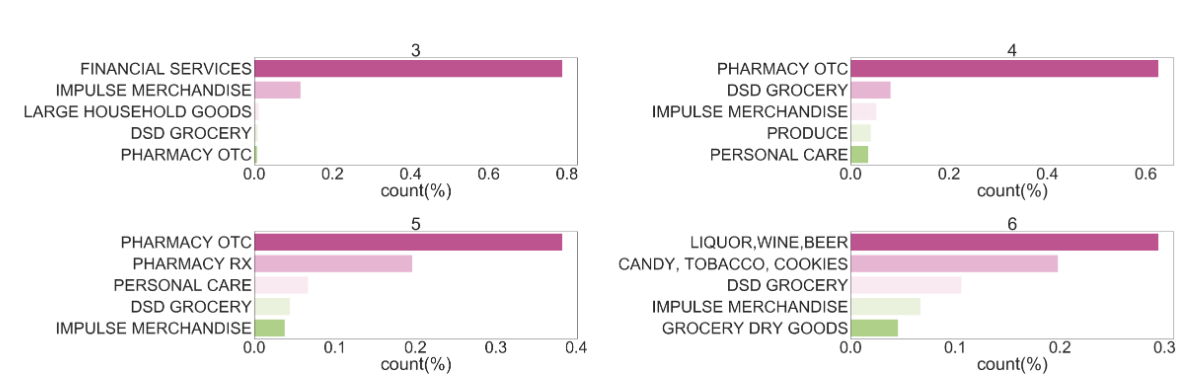 3
FINANCIAL SERVICES
IMPULSE MERCHANDISE
LARGE HOUSEHOLD GOODS
DSD GROCERY
PHARMACY OTC
0.0 0.2 0.4 0.6 0.8
count(%)
4
PHARMACY OTC
DSD GROCERY
IMPULSE MERCHANDISE
PRODUCE
PERSONAL CARE
0.0 0.2 0.4 0.6
count(%)
5
PHARMACY OTC
PHARMACY RX
PERSONAL CARE
DSD GROCERY
IMPULSE MERCHANDISE
0.0 0.1 0.2 0.3 0.4
count(%)
6
LIQUOR,WINE,BEER
CANDY, TOBACCO, COOKIES
DSD GROCERY
IMPULSE MERCHANDISE
GROCERY DRY GOODS
0.0 0.1 0.2 0.3
count(%)